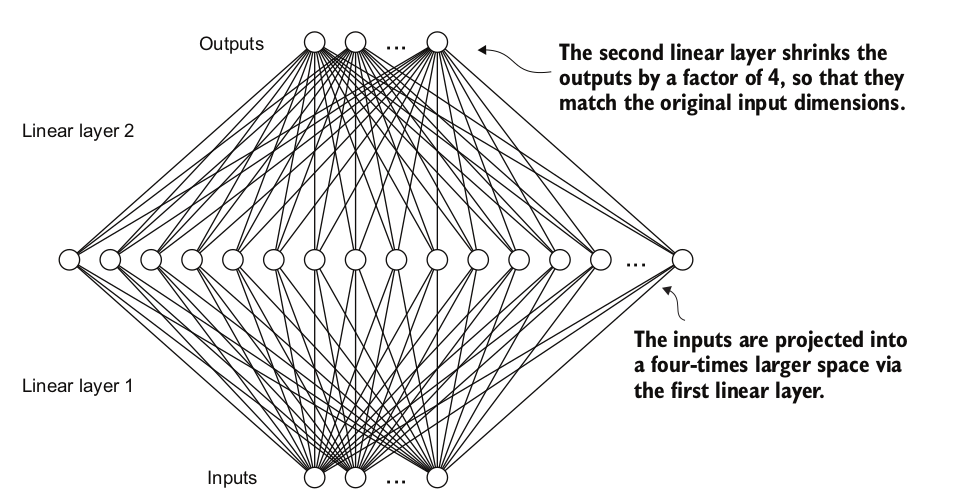 Outputs
...
The second linear layer shrinks the
outputs by a factor of 4, so that they
match the original input dimensions.
Linear layer 2
...
The inputs are projected into
a four-times larger space via
the first linear layer.
Linear layer 1
Inputs
...